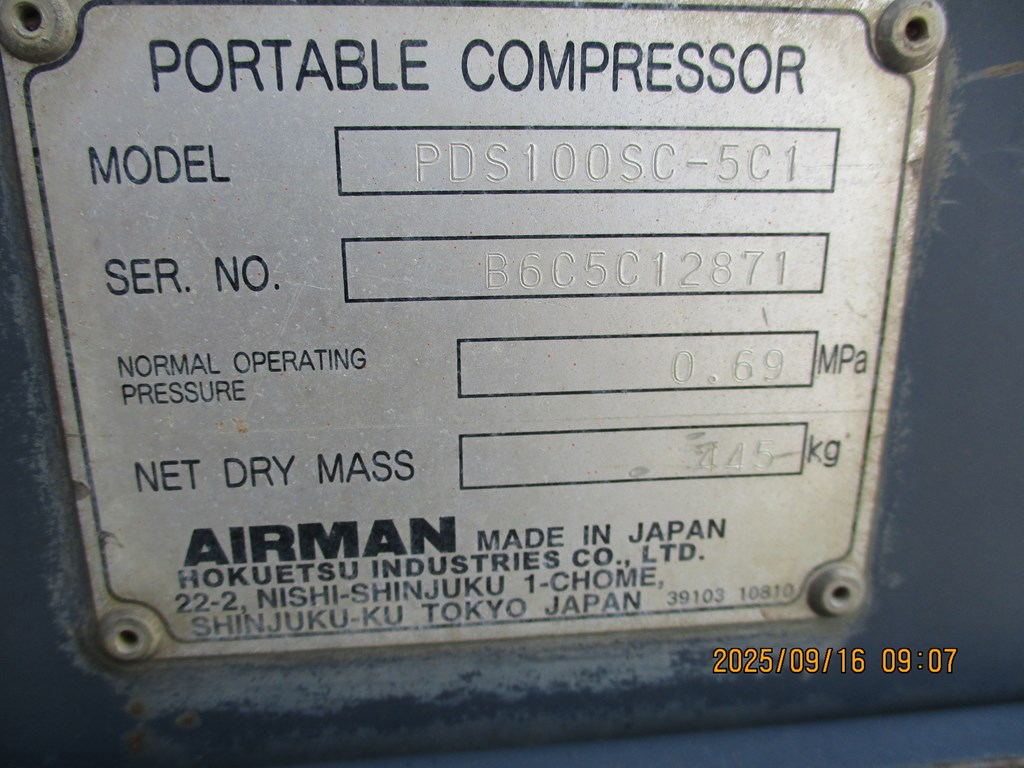 PORTABLE COMPRESSOR
MODEL PDS100SC-5C1
SER. NO. B6C5C12871
NORMAL OPERATING PRESSURE 0.69 MPa
NET DRY MASS 445 kg
AIRMAN MADE IN JAPAN
HOKUETSU INDUSTRIES CO., LTD.
22-2, NISHI-SHINJUKU 1-CHOME,
SHINJUKU-KU TOKYO JAPAN 39103 10810
2025/09/16 09:07